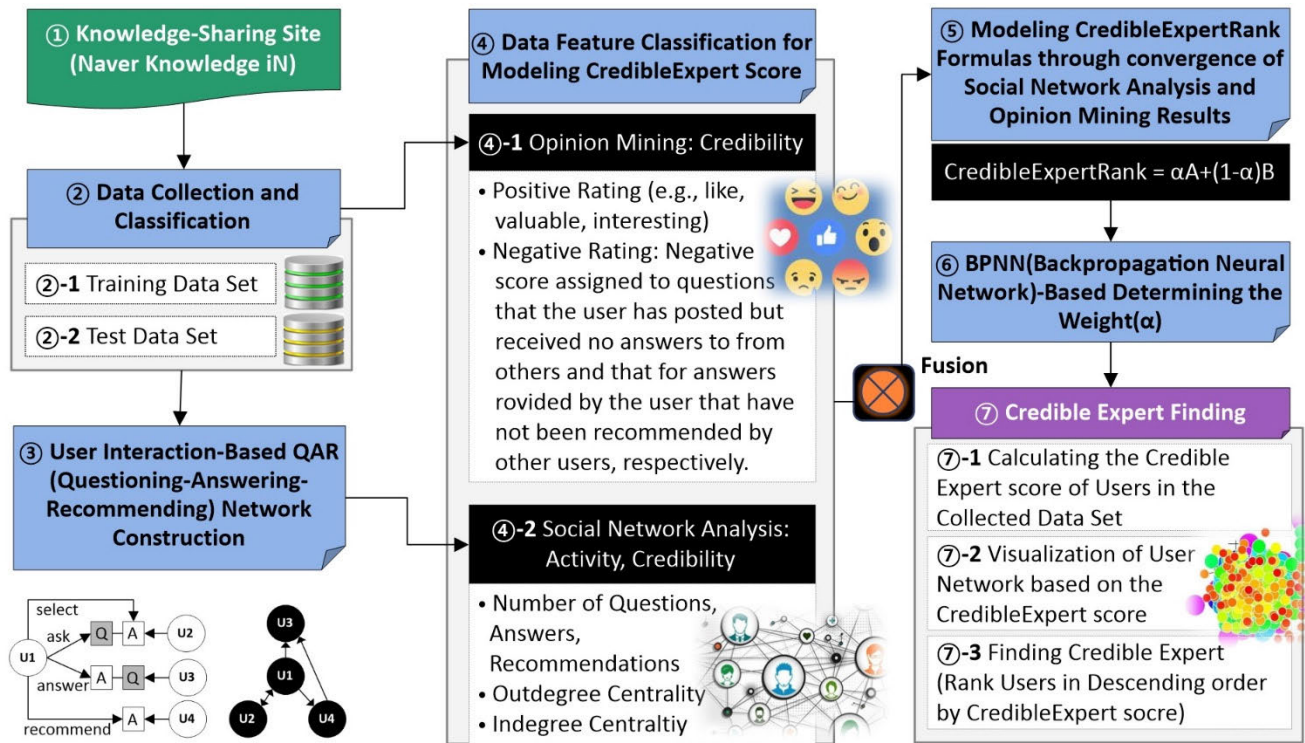 ① Knowledge-Sharing Site
(Naver Knowledge iN)
② Data Collection and
Classification
②-1 Training Data Set
②-2 Test Data Set
③ User Interaction-Based QAR
(Questioning-Answering-
Recommending) Network
Construction
select
ask
Q
A
U2
U1
answer
A
Q
U3
recommend
A
U4
U3
U1
U2
U4
④ Data Feature Classification for
Modeling CredibleExpert Score
④-1 Opinion Mining: Credibility
• Positive Rating (e.g., like,
valuable, interesting)
• Negative Rating: Negative
score assigned to questions
that the user has posted but
received no answers to from
others and that for answers
rovided by the user that have
not been recommended by
other users, respectively.
④-2 Social Network Analysis:
Activity, Credibility
• Number of Questions,
Answers,
Recommendations
• Outdegree Centrality
• Indegree Centraltiy
Fusion
⑤ Modeling CredibleExpertRank
Formulas through convergence of
Social Network Analysis and
Opinion Mining Results
CredibleExpertRank = αA+(1-α)B
⑥ BPNN(Backpropagation Neural
Network)-Based Determining the
Weight(α)
⑦ Credible Expert Finding
⑦-1 Calculating the Credible
Expert score of Users in the
Collected Data Set
⑦-2 Visualization of User
Network based on the
CredibleExpert score
⑦-3 Finding Credible Expert
(Rank Users in Descending order
by CredibleExpert socre)